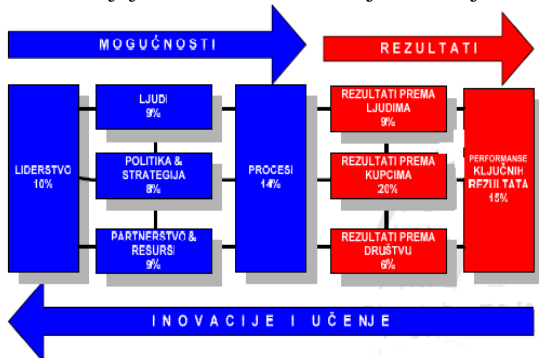 MOGUĆNOSTI
REZULTATI
LIDERSTVO
10%
LJUDI
9%
POLITIKA &
STRATEGIJA
8%
PARTNERSTVO &
RESURSI
9%
PROCESI
14%
REZULTATI PREMA
LJUDIMA
9%
REZULTATI PREMA
KUPCIMA
20%
REZULTATI PREMA
DRUŠTVU
6%
PERFORMANSE
KLJUČNIH
REZULTATA
15%
INOVACIJE I UČENJE